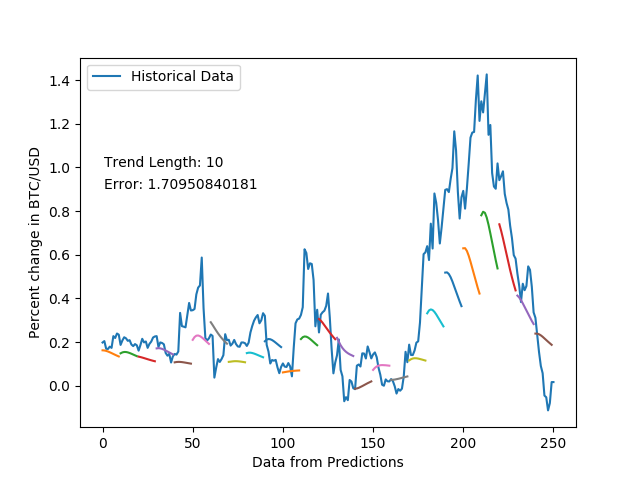 Historical Data
Trend Length: 10
Error: 1.70950840181
Percent change in BTC/USD
1.4
1.2
1.0
0.8
0.6
0.4
0.2
0.0
0 50 100 150 200 250
Data from Predictions